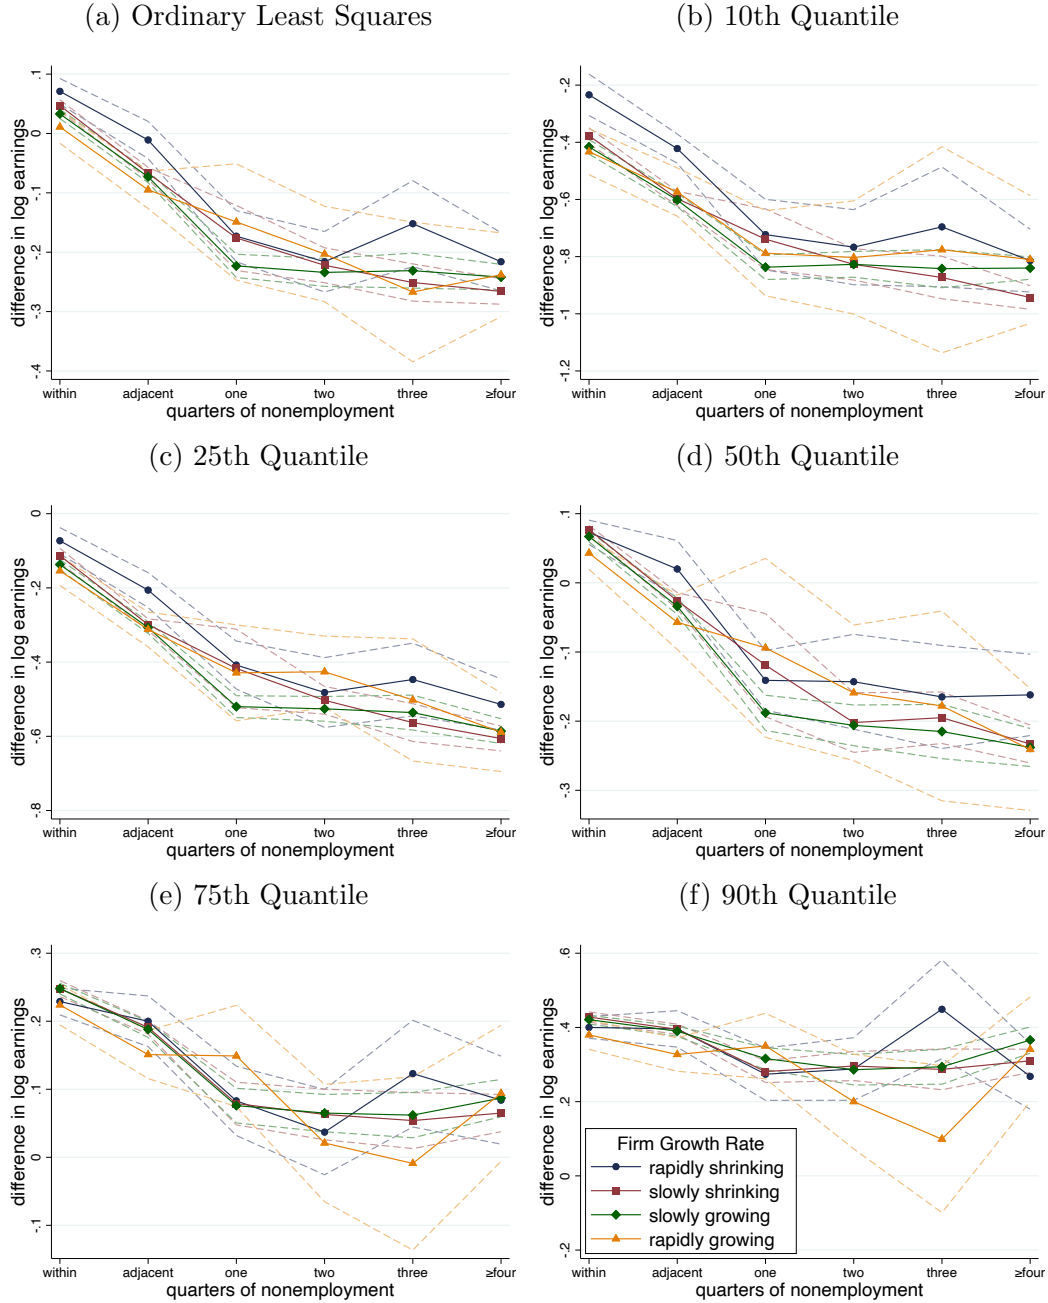 (a) Ordinary Least Squares
difference in log earnings
.1
0
-.1
-.2
-.3
-.4
within adjacent one two three ≥four
quarters of nonemployment
(b) 10th Quantile
difference in log earnings
-.2
-.4
-.6
-.8
-1
-1.2
within adjacent one two three ≥four
quarters of nonemployment
(c) 25th Quantile
difference in log earnings
0
-.2
-.4
-.6
-.8
within adjacent one two three ≥four
quarters of nonemployment
(d) 50th Quantile
difference in log earnings
.1
0
-.1
-.2
-.3
within adjacent one two three ≥four
quarters of nonemployment
(e) 75th Quantile
difference in log earnings
.3
.2
.1
0
-.1
within adjacent one two three ≥four
quarters of nonemployment
(f) 90th Quantile
difference in log earnings
.6
.4
.2
0
-.2
Firm Growth Rate
rapidly shrinking
slowly shrinking
slowly growing
rapidly growing
within adjacent one two three ≥four
quarters of nonemployment